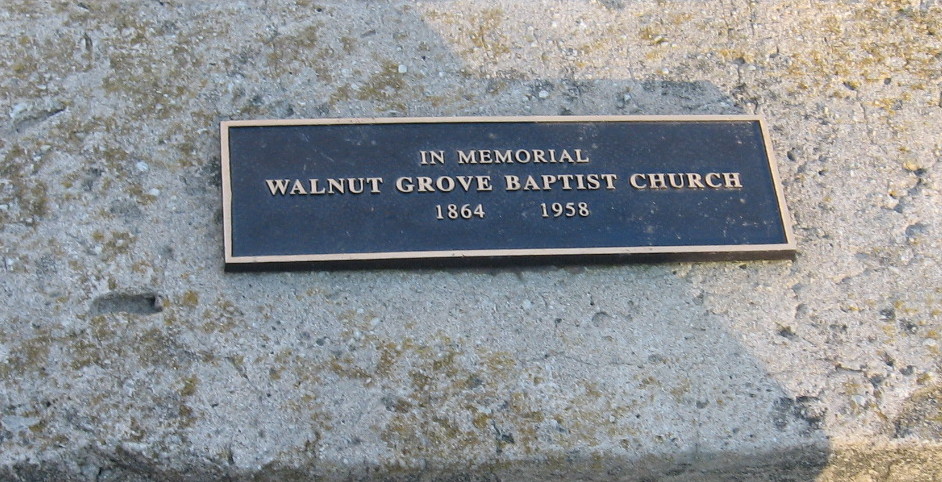 IN MEMORIAL
WALNUT GROVE BAPTIST CHURCH
1864 1958